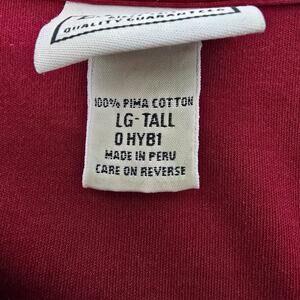 QUALITY GUARANTEED
100% PIMA COTTON
LG-TALL
0 HYB1
MADE IN PERU
CARE ON REVERSE